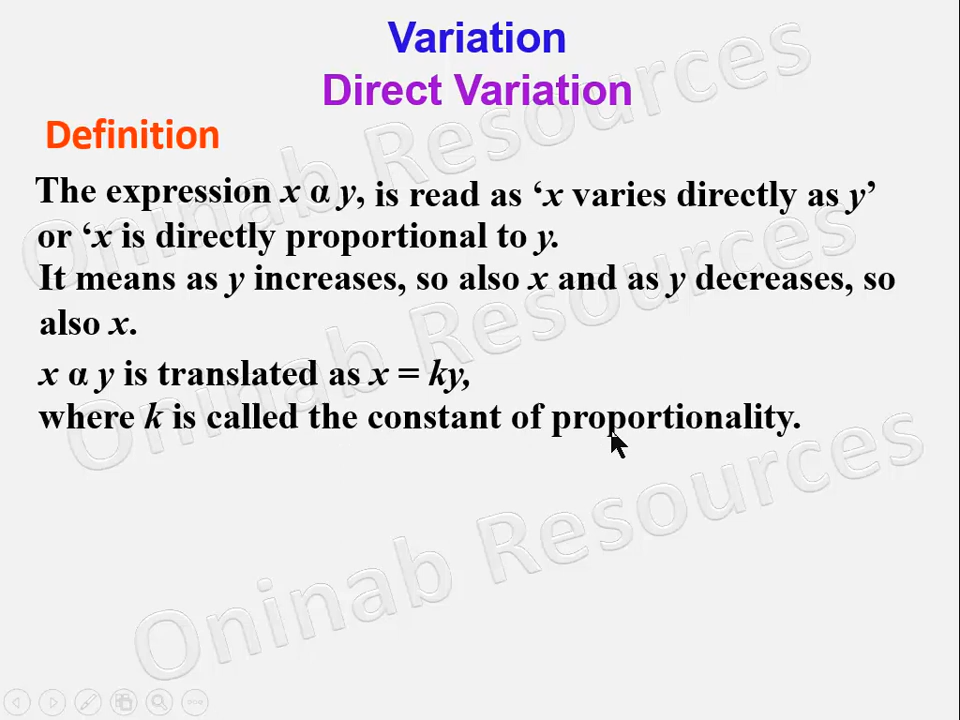 Variation
Direct Variation
Definition
The expression x α y, is read as ‘x varies directly as y’
or ‘x is directly proportional to y.
It means as y increases, so also x and as y decreases, so
also x.
x α y is translated as x = ky,
where k is called the constant of proportionality.
Oninab Resources
Oninab Resources
Oninab Resources